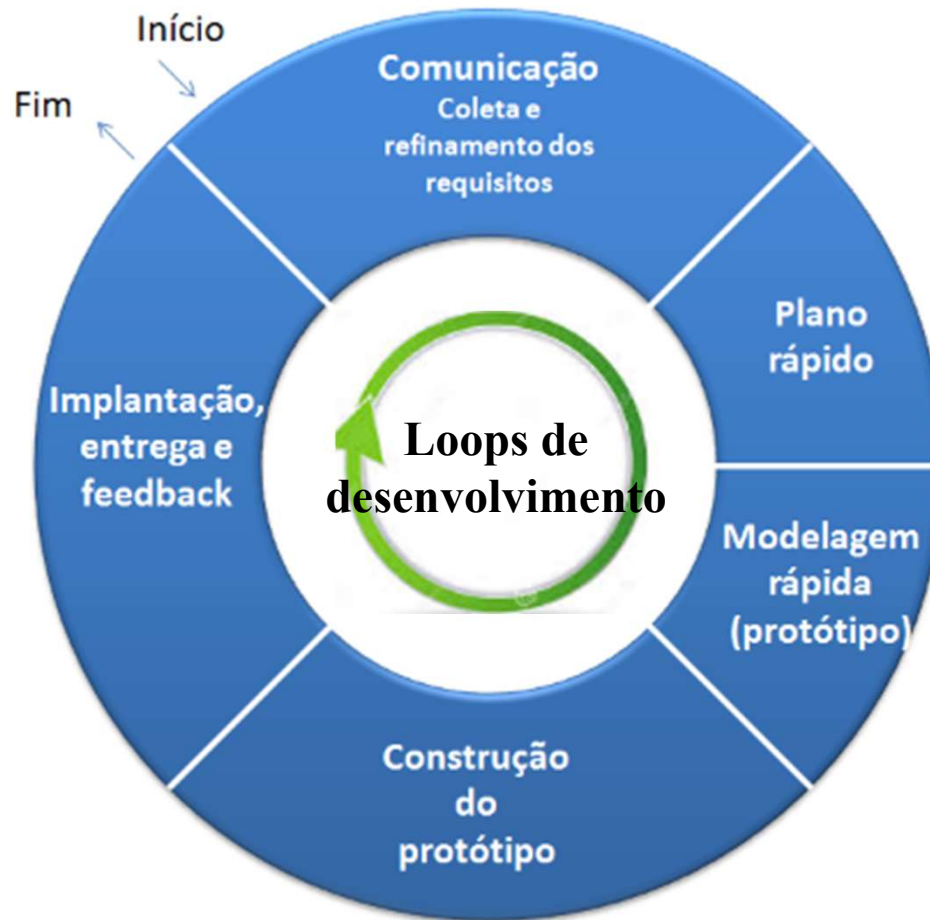 Início
Fim
Comunicação
Coleta e
refinamento dos
requisitos
Plano
rápido
Modelagem
rápida
(protótipo)
Construção
do
protótipo
Implantação,
entrega e
feedback
Loops de
desenvolvimento